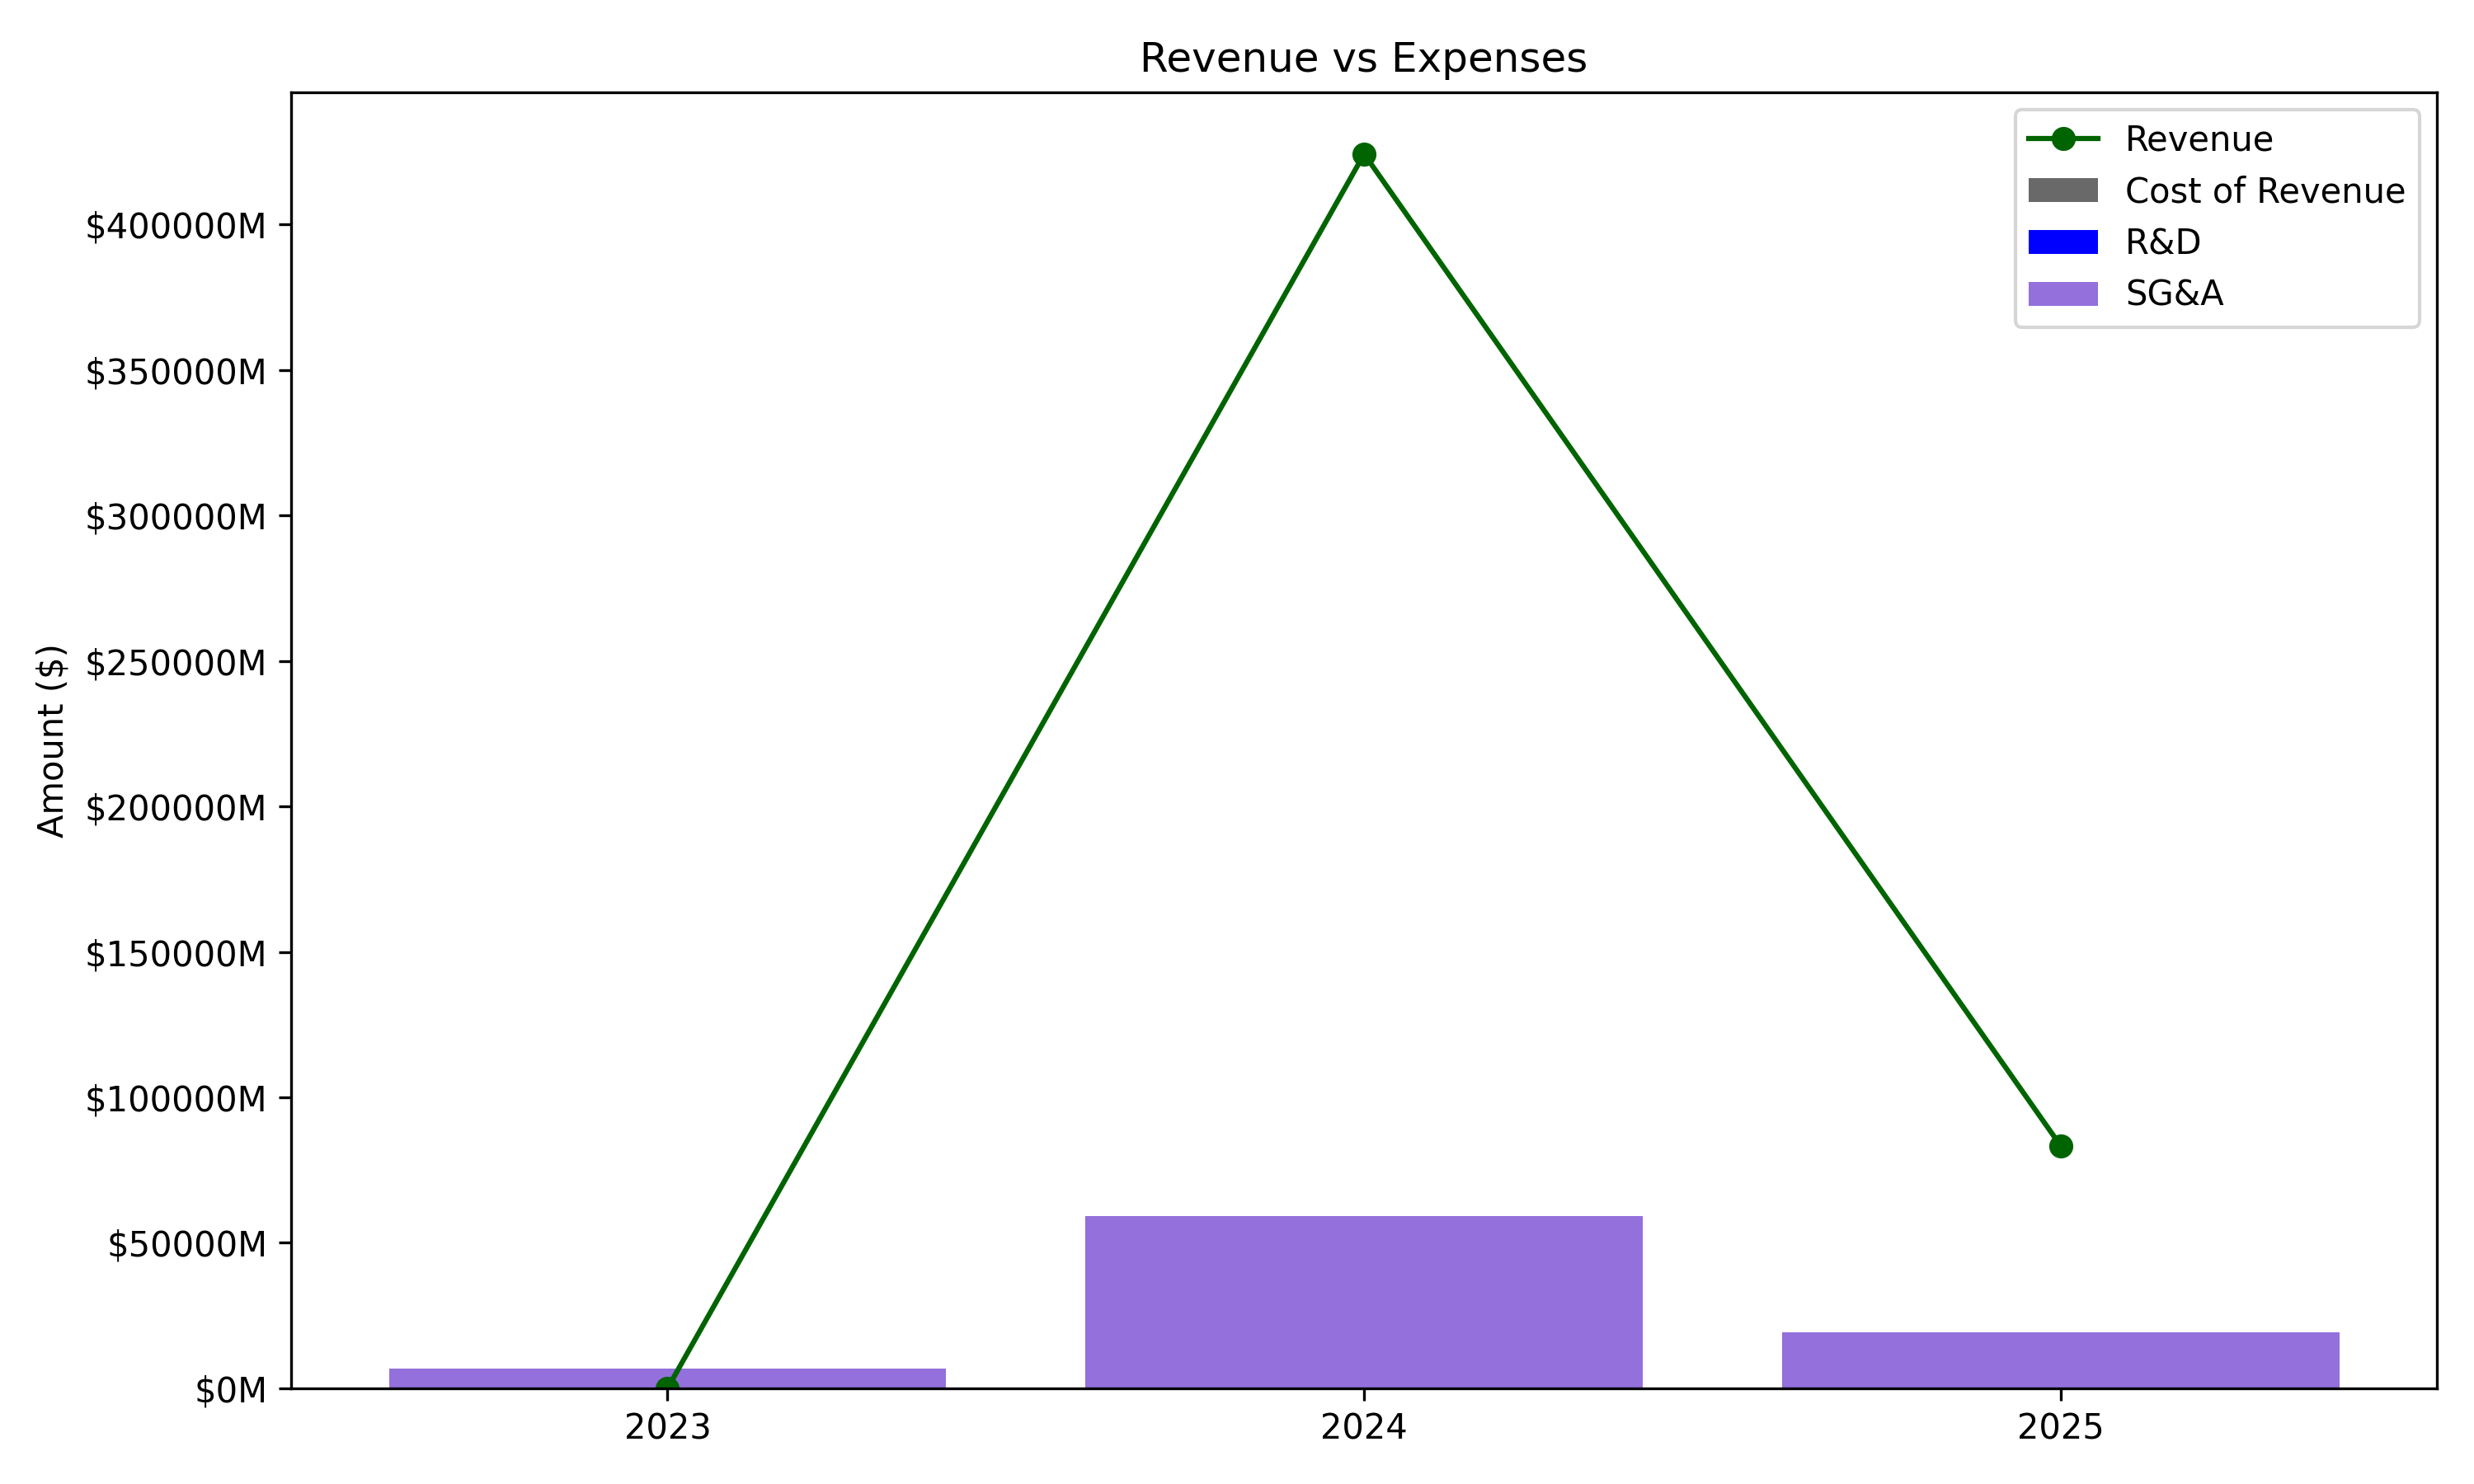 Revenue vs Expenses
Revenue
Cost of Revenue
R&D
SG&A
Amount ($)
$400000M
$350000M
$300000M
$250000M
$200000M
$150000M
$100000M
$50000M
$0M
2023
2024
2025